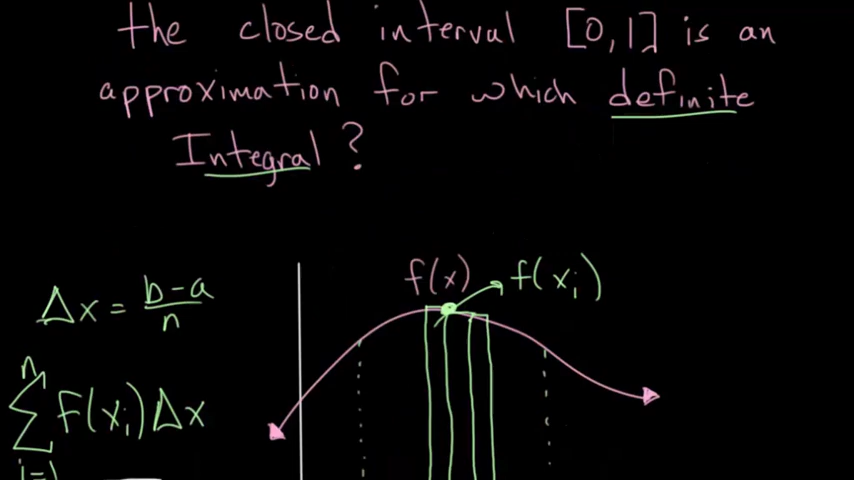 the closed interval [0,1] is an
approximation for which definite
Integral?
f(x) f(xᵢ)
Δx = b-a/n
n
∑ f(xᵢ)Δx
i=1